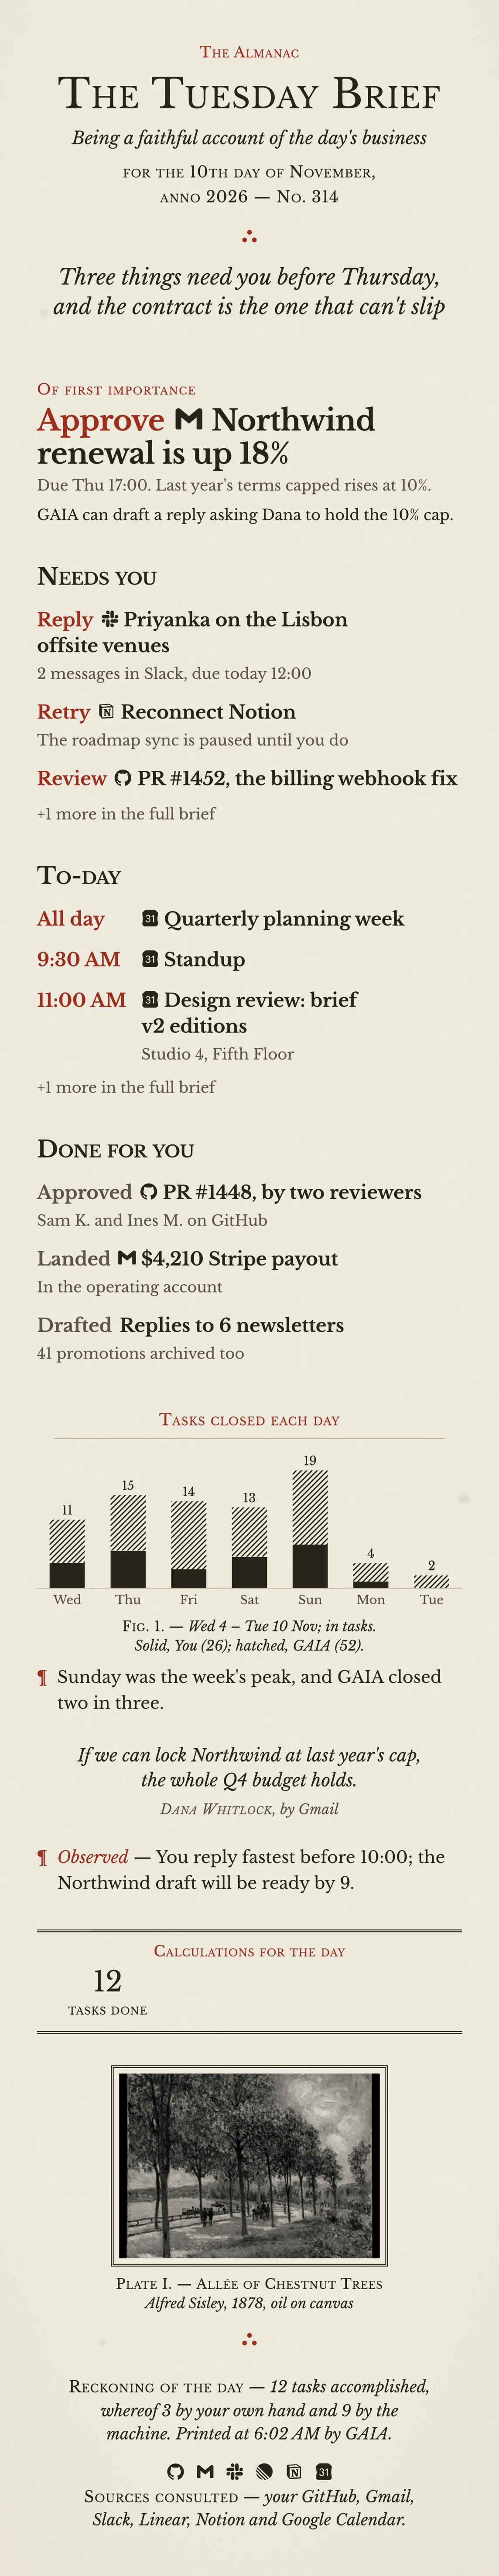 The Almanac
The Tuesday Brief
Being a faithful account of the day's business
for the 10th day of November,
anno 2026 — No. 314
Three things need you before Thursday,
and the contract is the one that can't slip
Of first importance
Approve Northwind
renewal is up 18%
Due Thu 17:00. Last year's terms capped rises at 10%.
GAIA can draft a reply asking Dana to hold the 10% cap.
Needs you
Reply Priyanka on the Lisbon
offsite venues
2 messages in Slack, due today 12:00
Retry Reconnect Notion
The roadmap sync is paused until you do
Review PR #1452, the billing webhook fix
+1 more in the full brief
To-day
All day 31 Quarterly planning week
9:30 AM 31 Standup
11:00 AM 31 Design review: brief
v2 editions
Studio 4, Fifth Floor
+1 more in the full brief
Done for you
Approved PR #1448, by two reviewers
Sam K. and Ines M. on GitHub
Landed $4,210 Stripe payout
In the operating account
Drafted Replies to 6 newsletters
41 promotions archived too
Tasks closed each day
11 15 14 13 19 4 2
Wed Thu Fri Sat Sun Mon Tue
Fig. 1. — Wed 4 – Tue 10 Nov; in tasks.
Solid, You (26); hatched, GAIA (52).
¶ Sunday was the week's peak, and GAIA closed
two in three.
If we can lock Northwind at last year's cap,
the whole Q4 budget holds.
Dana Whitlock, by Gmail
¶ Observed — You reply fastest before 10:00; the
Northwind draft will be ready by 9.
Calculations for the day
12
tasks done
Plate I. — Allée of Chestnut Trees
Alfred Sisley, 1878, oil on canvas
Reckoning of the day — 12 tasks accomplished,
whereof 3 by your own hand and 9 by the
machine. Printed at 6:02 AM by GAIA.
31
Sources consulted — your GitHub, Gmail,
Slack, Linear, Notion and Google Calendar.